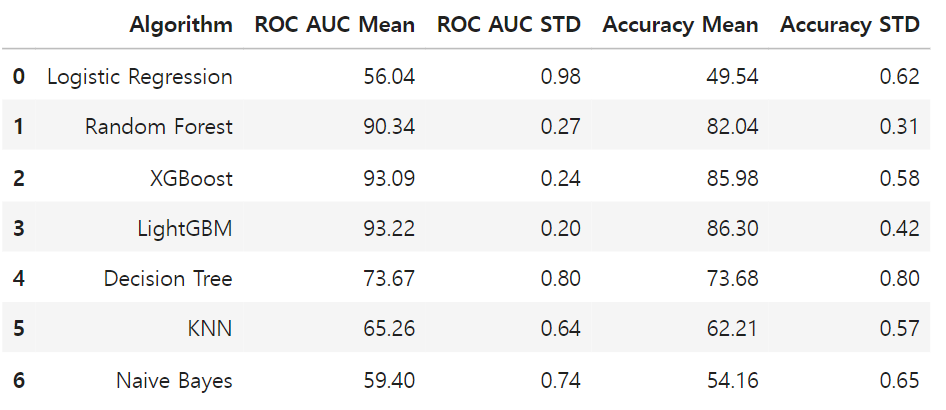 Algorithm ROC AUC Mean ROC AUC STD Accuracy Mean Accuracy STD
0 Logistic Regression 56.04 0.98 49.54 0.62
1 Random Forest 90.34 0.27 82.04 0.31
2 XGBoost 93.09 0.24 85.98 0.58
3 LightGBM 93.22 0.20 86.30 0.42
4 Decision Tree 73.67 0.80 73.68 0.80
5 KNN 65.26 0.64 62.21 0.57
6 Naive Bayes 59.40 0.74 54.16 0.65